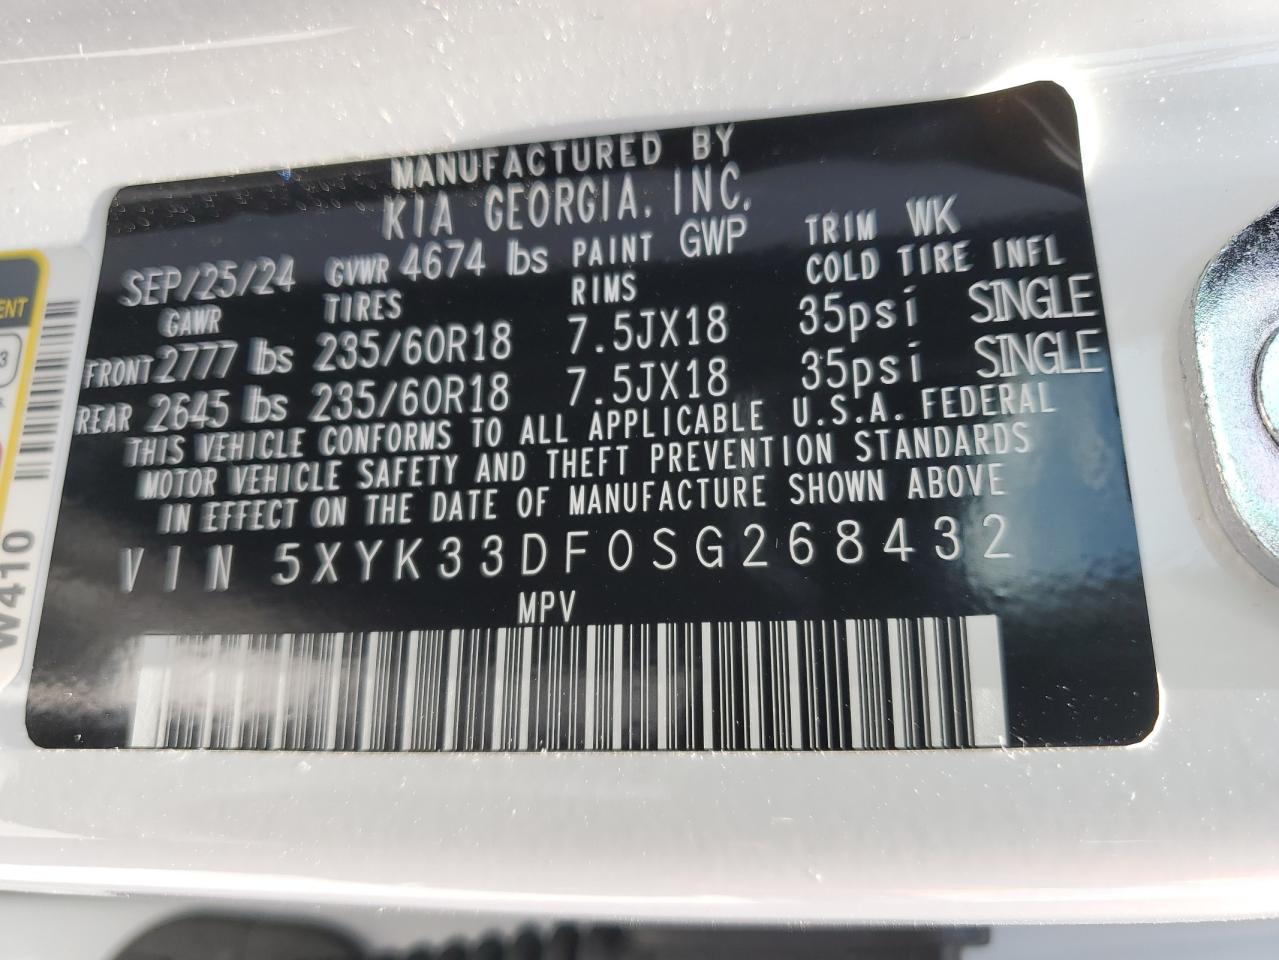 MANUFACTURED BY
KIA GEORGIA, INC.
SEP/25/24 GVWR 4674 lbs PAINT GWP TRIM WK
GAWR TIRES RIMS COLD TIRE INFL
FRONT 2777 lbs 235/60R18 7.5JX18 35psi SINGLE
REAR 2645 lbs 235/60R18 7.5JX18 35psi SINGLE
THIS VEHICLE CONFORMS TO ALL APPLICABLE U.S.A. FEDERAL
MOTOR VEHICLE SAFETY AND THEFT PREVENTION STANDARDS
IN EFFECT ON THE DATE OF MANUFACTURE SHOWN ABOVE
VIN 5XYK33DF0SG268432
MPV
W410